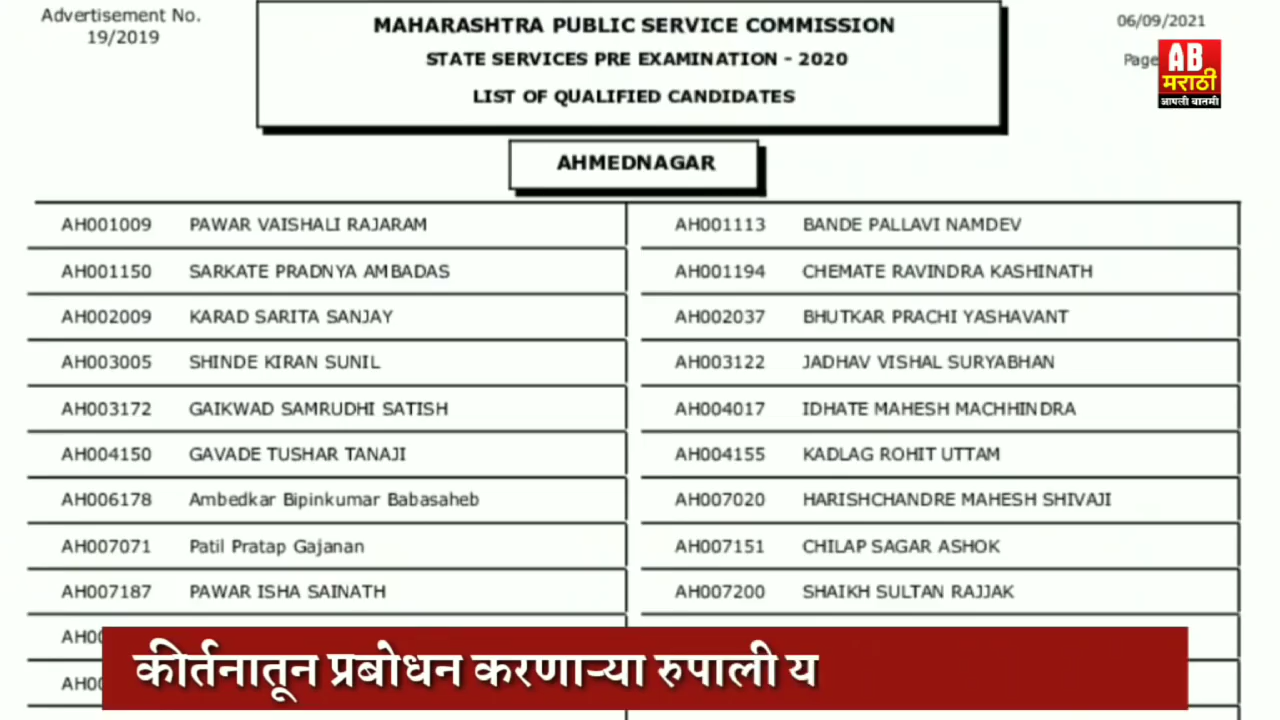 Advertisement No.
19/2019
MAHARASHTRA PUBLIC SERVICE COMMISSION
STATE SERVICES PRE EXAMINATION - 2020
LIST OF QUALIFIED CANDIDATES
06/09/2021
Page
AB
मराठी
आपली बातमी
AHMEDNAGAR
AH001009 PAWAR VAISHALI RAJARAM AH001113 BANDE PALLAVI NAMDEV
AH001150 SARKATE PRADNYA AMBADAS AH001194 CHEMATE RAVINDRA KASHINATH
AH002009 KARAD SARITA SANJAY AH002037 BHUTKAR PRACHI YASHAVANT
AH003005 SHINDE KIRAN SUNIL AH003122 JADHAV VISHAL SURYABHAN
AH003172 GAIKWAD SAMRUDHI SATISH AH004017 IDHATE MAHESH MACHHINDRA
AH004150 GAVADE TUSHAR TANAJI AH004155 KADLAG ROHIT UTTAM
AH006178 Ambedkar Bipinkumar Babasaheb AH007020 HARISHCHANDRE MAHESH SHIVAJI
AH007071 Patil Pratap Gajanan AH007151 CHILAP SAGAR ASHOK
AH007187 PAWAR ISHA SAINATH AH007200 SHAIKH SULTAN RAJJAK
कीर्तनातून प्रबोधन करणाऱ्या रुपाली य